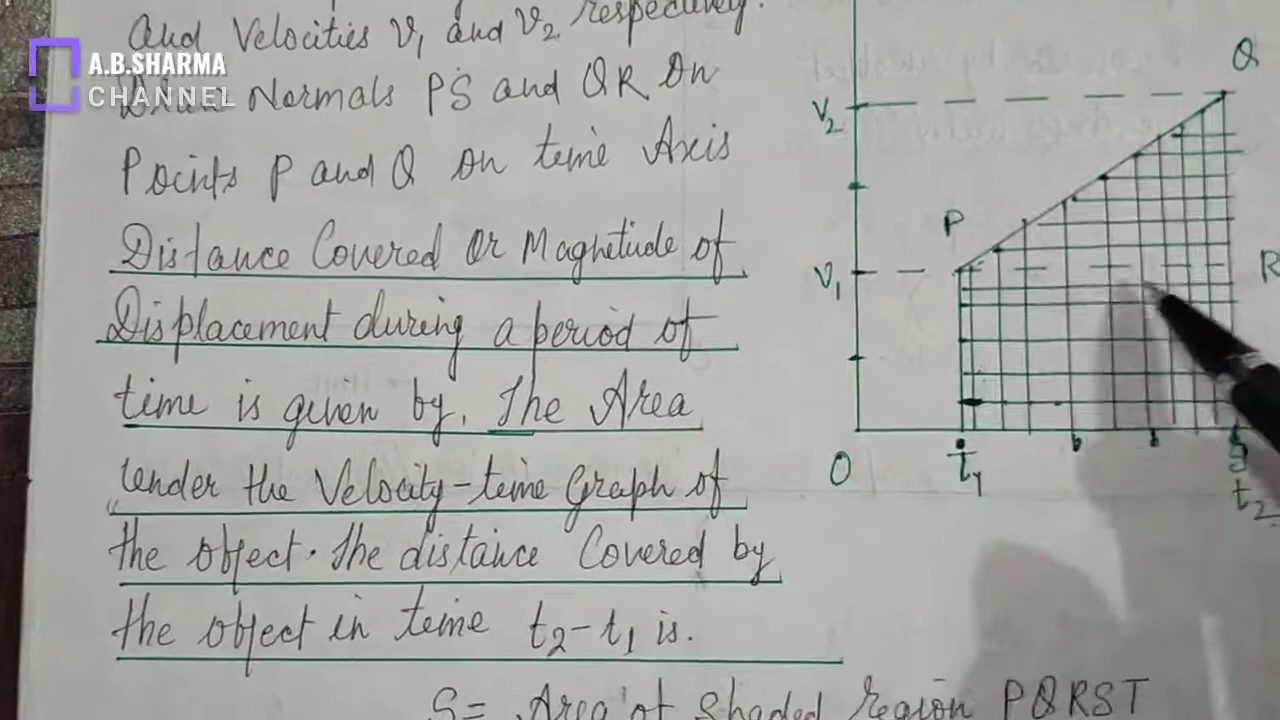 and Velocities V1 and V2 respectively.
A.B.SHARMA
CHANNEL
Normals PS and QR on
Points P and Q on time Axis
Distance Covered or Magnetude of
Displacement during a period of
time is given by. The Area
under the Velocity-time Graph of
the object. The distance Covered by
the object in time t2-t1 is.
S= Area of Shaded region PQRST
Q
V2
P
V1
R
O
t1
S
t2